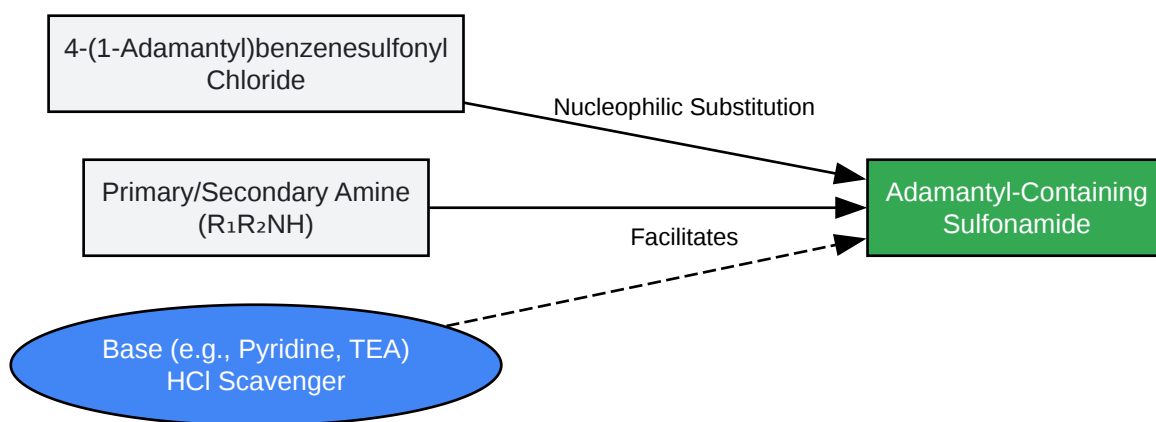 4-(1-Adamantyl)benzenesulfonyl
Chloride
Nucleophilic Substitution
Primary/Secondary Amine
(R₁R₂NH)
Adamantyl-Containing
Sulfonamide
Facilitates
Base (e.g., Pyridine, TEA)
HCl Scavenger